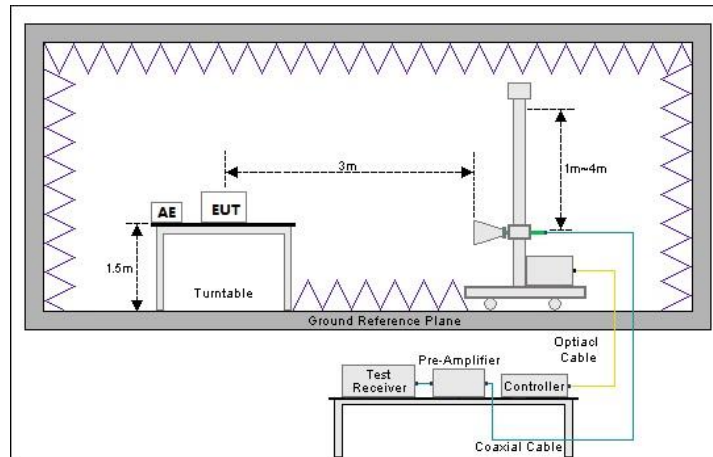 3m
1m~4m
AE
EUT
1.5m
Turntable
Ground Reference Plane
Optiacl
Cable
Pre-Amplifier
Test
Receiver
Controller
Coaxial Cable